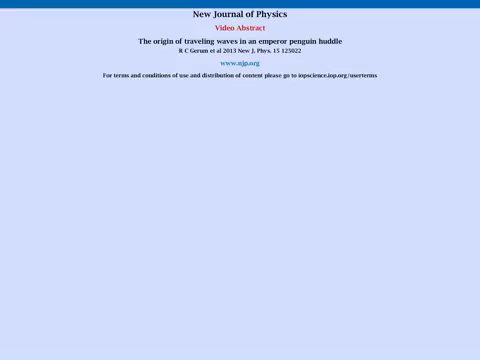 New Journal of Physics
Video Abstract
The origin of traveling waves in an emperor penguin huddle
R C Gerum et al 2013 New J. Phys. 15 125022
www.njp.org
For terms and conditions of use and distribution of content please go to iopscience.iop.org/userterms